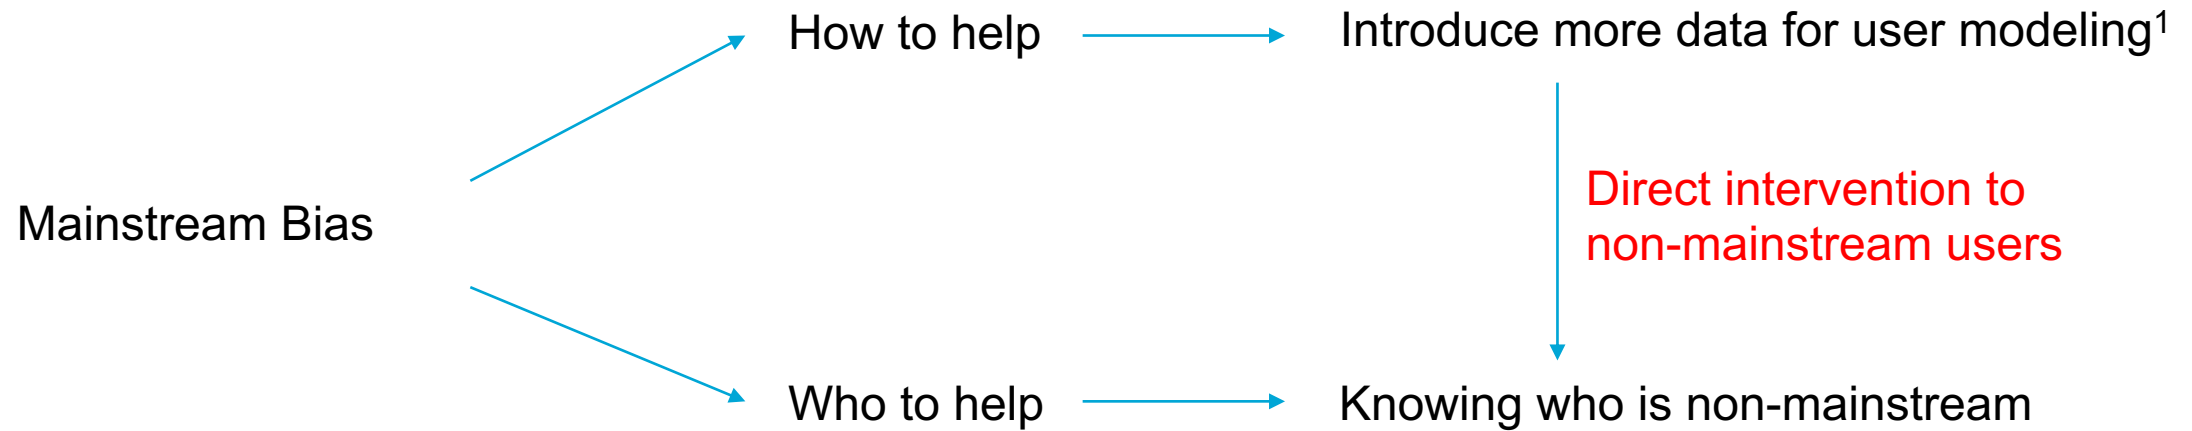 How to help
Introduce more data for user modeling¹
Mainstream Bias
Direct intervention to
non-mainstream users
Who to help
Knowing who is non-mainstream